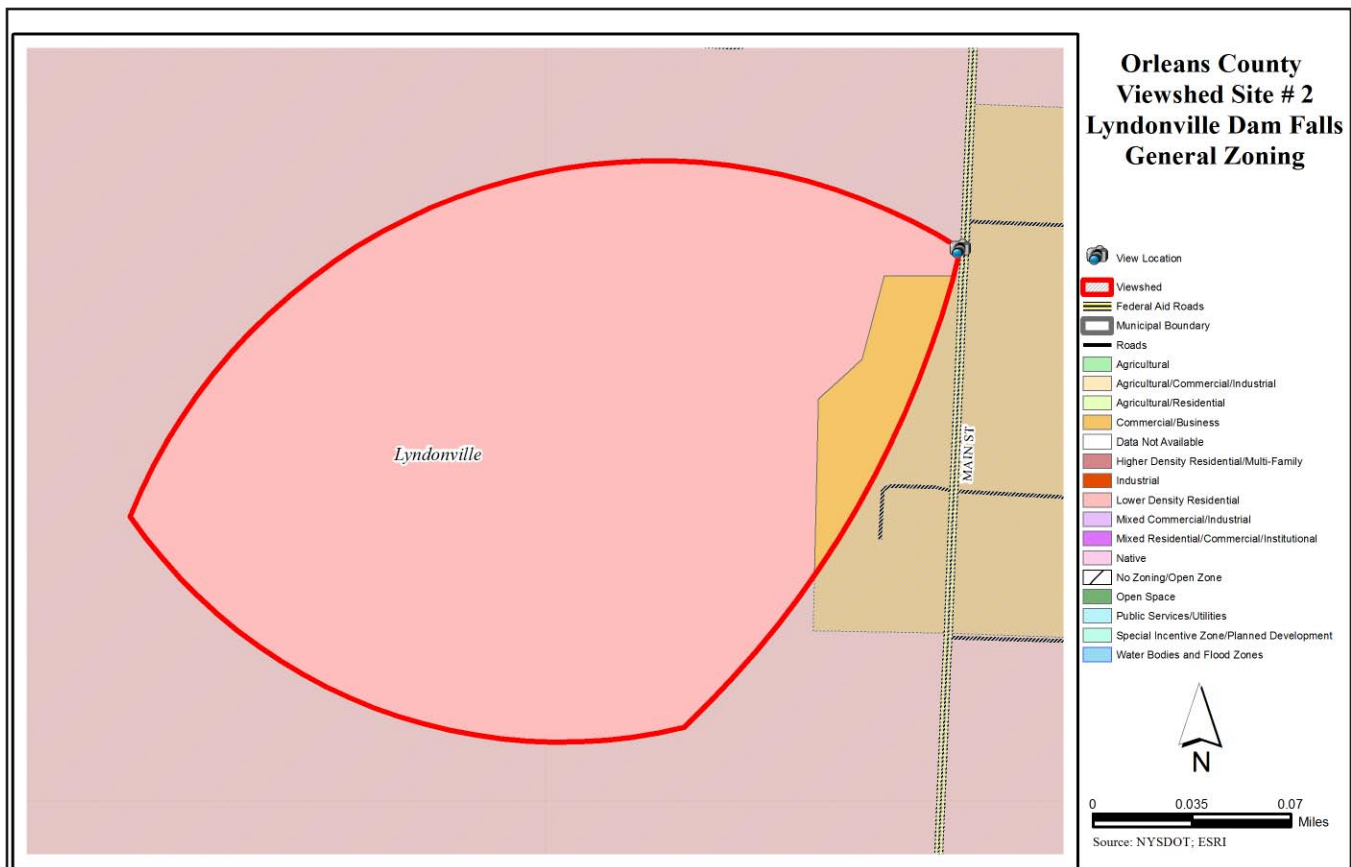 Orleans County
Viewshed Site # 2
Lyndonville Dam Falls
General Zoning
View Location
Viewshed
Federal Aid Roads
Municipal Boundary
Roads
Agricultural
Agricultural/Commercial/Industrial
Agricultural/Residential
Commercial/Business
Data Not Available
Higher Density Residential/Multi-Family
Industrial
Lower Density Residential
Mixed Commercial/Industrial
Mixed Residential/Commercial/Institutional
Native
No Zoning/Open Zone
Open Space
Public Services/Utilities
Special Incentive Zone/Planned Development
Water Bodies and Flood Zones
N
0 0.035 0.07
Miles
Source: NYSDOT; ESRI
Lyndonville
MAIN ST